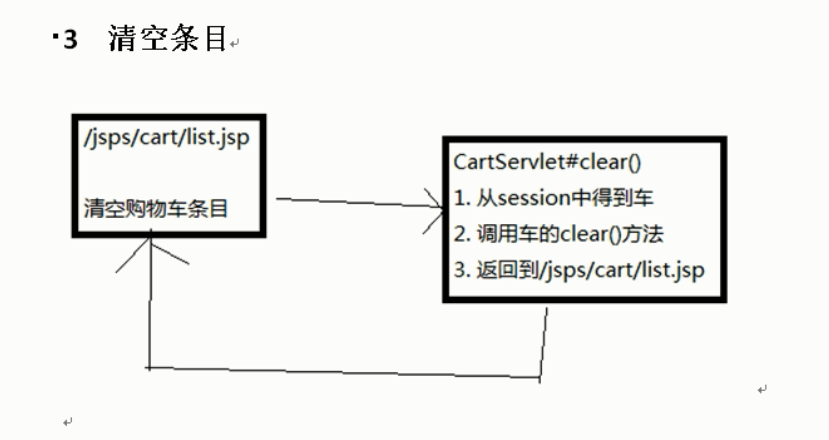 ▪3 清空条目
/jsps/cart/list.jsp
清空购物车条目
CartServlet#clear()
1. 从session中得到车
2. 调用车的clear()方法
3. 返回到/jsps/cart/list.jsp